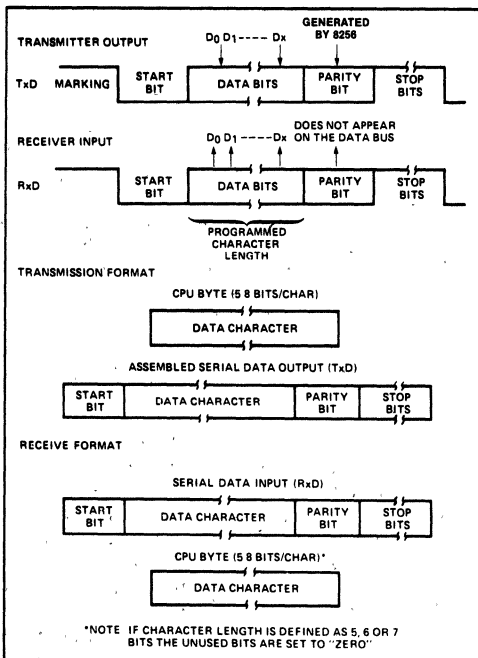 TRANSMITTER OUTPUT
GENERATED
BY 8256
D0 D1 ---- Dx
TxD MARKING START
BIT DATA BITS PARITY
BIT STOP
BITS
RECEIVER INPUT
D0 D1 ---- Dx
DOES NOT APPEAR
ON THE DATA BUS
RxD START
BIT DATA BITS PARITY
BIT STOP
BITS
PROGRAMMED
CHARACTER
LENGTH
TRANSMISSION FORMAT
CPU BYTE (5 8 BITS/CHAR)
DATA CHARACTER
ASSEMBLED SERIAL DATA OUTPUT (TxD)
START
BIT DATA CHARACTER PARITY
BIT STOP
BITS
RECEIVE FORMAT
SERIAL DATA INPUT (RxD)
START
BIT DATA CHARACTER PARITY
BIT STOP
BITS
CPU BYTE (5 8 BITS/CHAR)*
DATA CHARACTER
*NOTE IF CHARACTER LENGTH IS DEFINED AS 5, 6 OR 7
BITS THE UNUSED BITS ARE SET TO "ZERO"